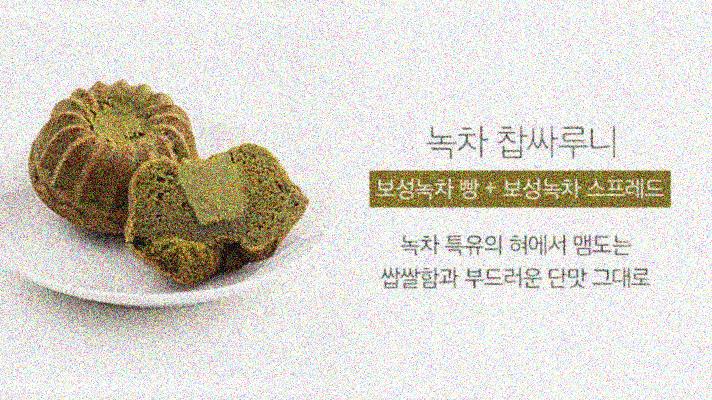 녹차 찹싸루니
보성녹차 빵 + 보성녹차 스프레드
녹차 특유의 혀에서 맴도는
쌉쌀함과 부드러운 단맛 그대로